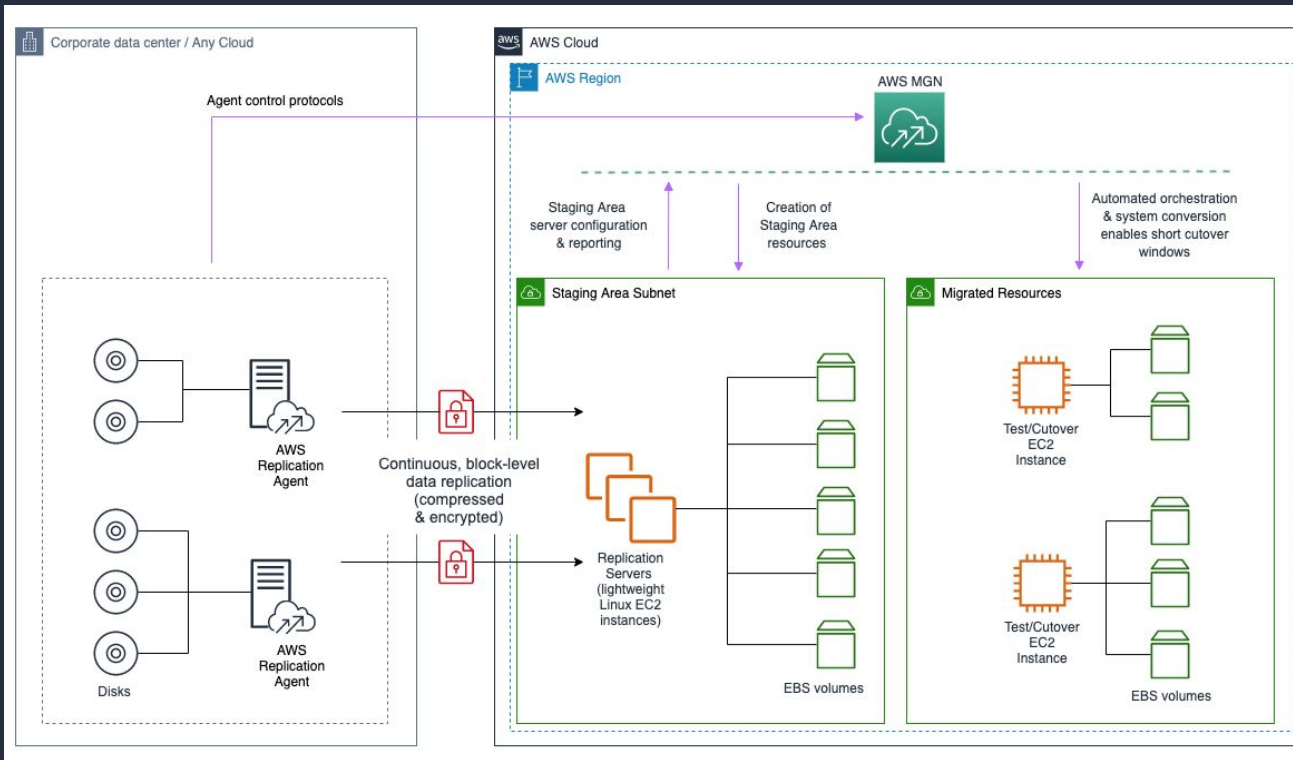 Corporate data center / Any Cloud
aws
AWS Cloud
AWS Region
AWS MGN
Agent control protocols
Staging Area
server configuration
& reporting
Creation of
Staging Area
resources
Automated orchestration
& system conversion
enables short cutover
windows
Staging Area Subnet
Migrated Resources
AWS
Replication
Agent
Continuous, block-level
data replication
(compressed
& encrypted)
AWS
Replication
Agent
Disks
Replication
Servers
(lightweight
Linux EC2
instances)
EBS volumes
Test/Cutover
EC2
Instance
Test/Cutover
EC2
Instance
EBS volumes